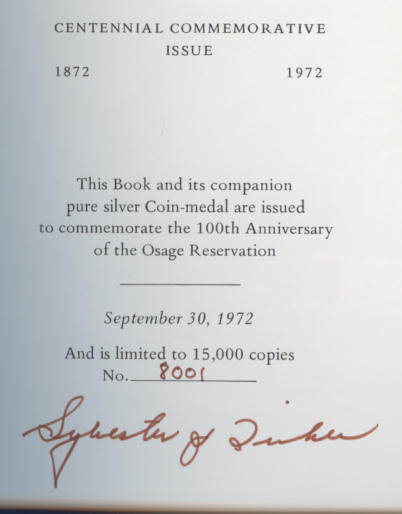 CENTENNIAL COMMEMORATIVE
ISSUE
1872 1972
This Book and its companion
pure silver Coin-medal are issued
to commemorate the 100th Anniversary
of the Osage Reservation
September 30, 1972
And is limited to 15,000 copies
No. 8001
Sylvester J Tinker